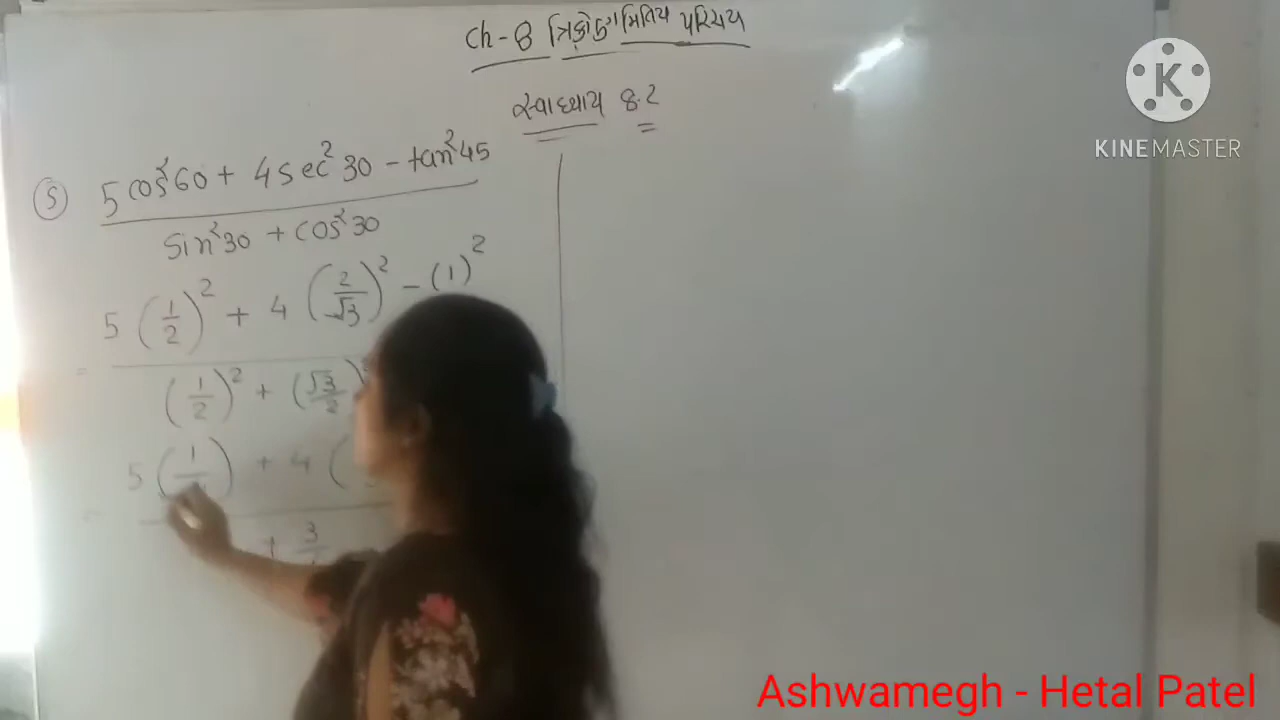 Ch-8 ત્રિકોણમિતિય પરિચય
સ્વાધ્યાય 8.2
K
KINEMASTER
(5) 5 cos²60 + 4 sec²30 - tan²45
sin²30 + cos²30
5 (1/2)² + 4 (2/√3)² - (1)²
= (1/2)² + (√3/2)²
5 (1
+ 4 (
=
+ 3
Ashwamegh - Hetal Patel